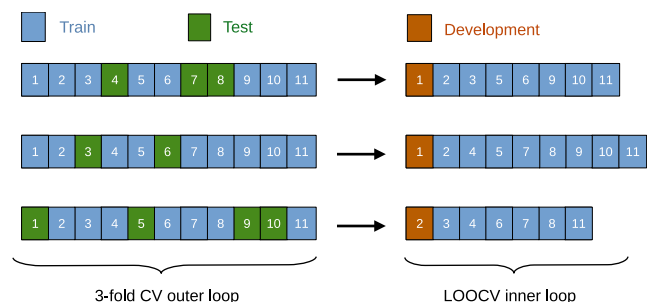 Train Test Development
1 2 3 4 5 6 7 8 9 10 11 1 2 3 5 6 9 10 11
1 2 3 4 5 6 7 8 9 10 11 1 2 4 5 7 8 9 10 11
1 2 3 4 5 6 7 8 9 10 11 2 3 4 6 7 8 11
3-fold CV outer loop LOOCV inner loop